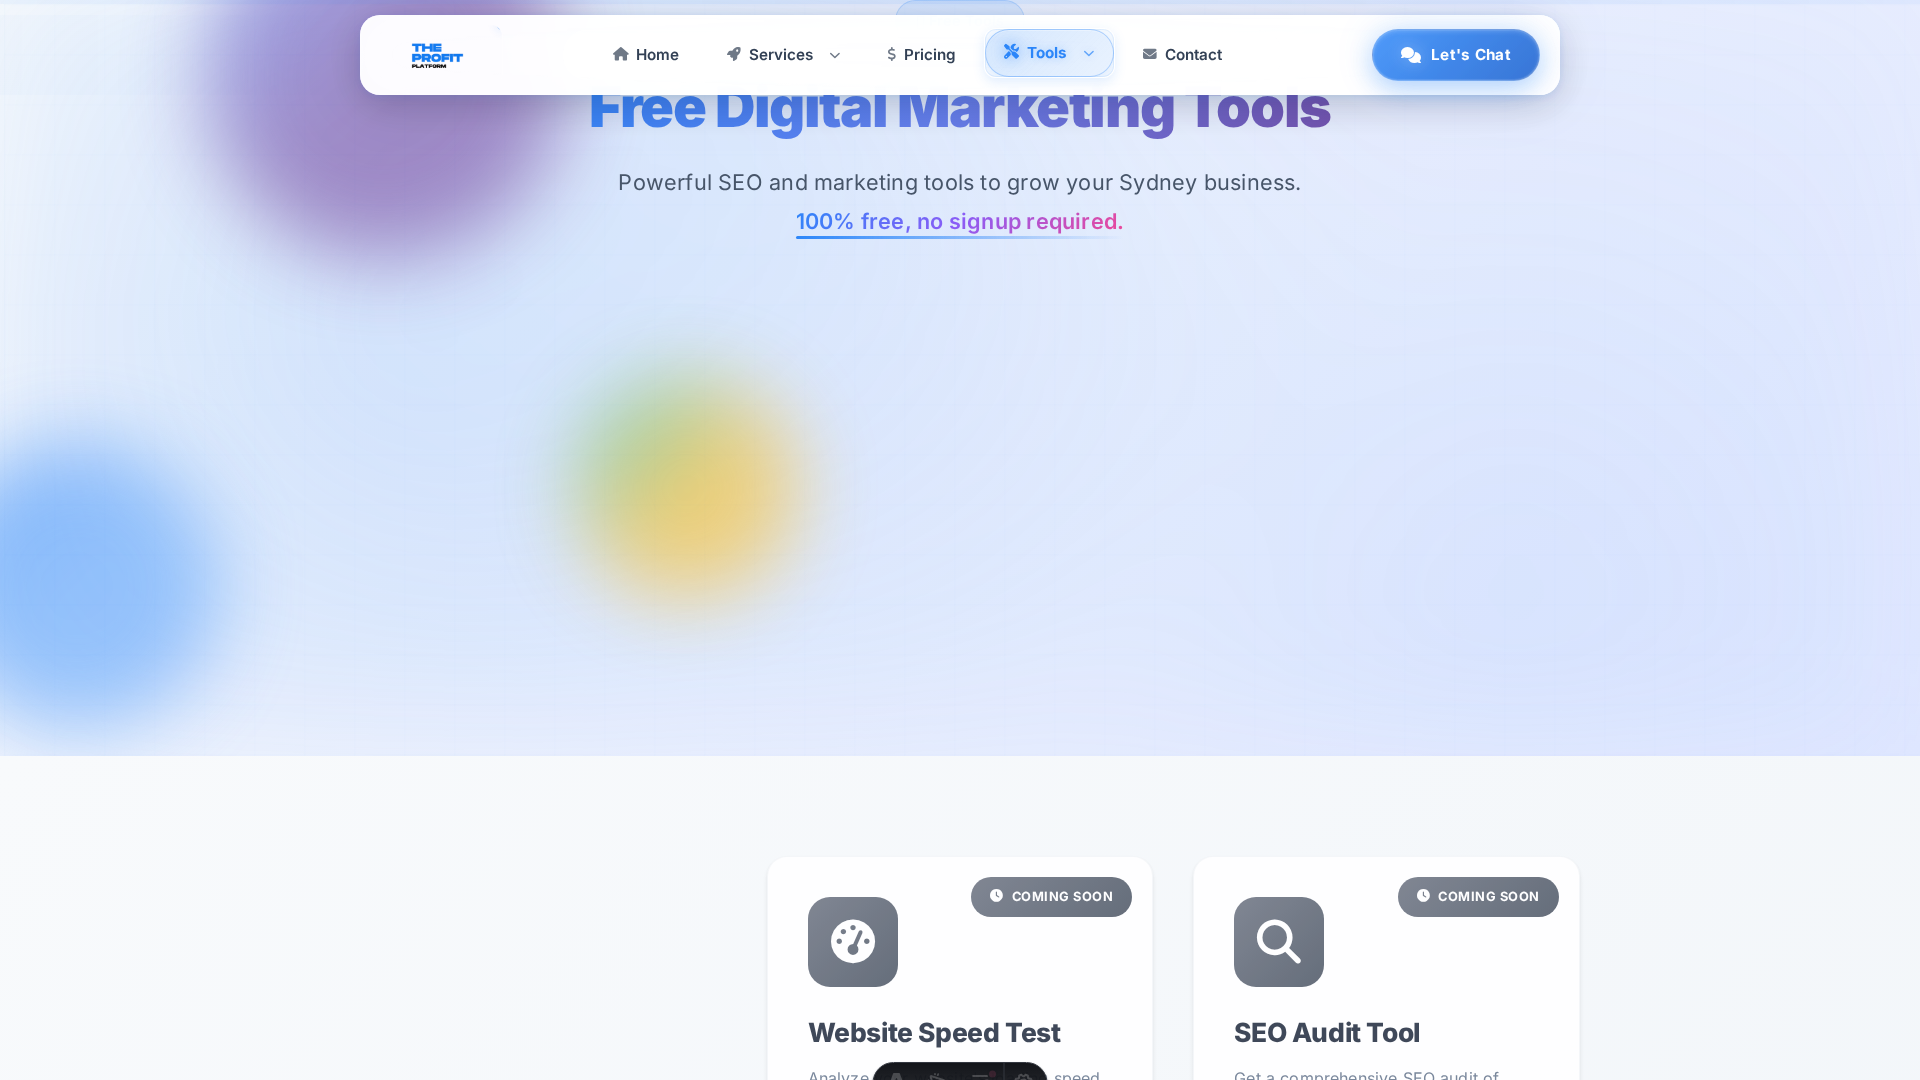 THE
PROFIT
PLATFORM
Home
Services
Pricing
Tools
Contact
Let's Chat
Free Digital Marketing Tools
Powerful SEO and marketing tools to grow your Sydney business.
100% free, no signup required.
COMING SOON
COMING SOON
Website Speed Test
SEO Audit Tool
Analyze speed
Get a comprehensive SEO audit of